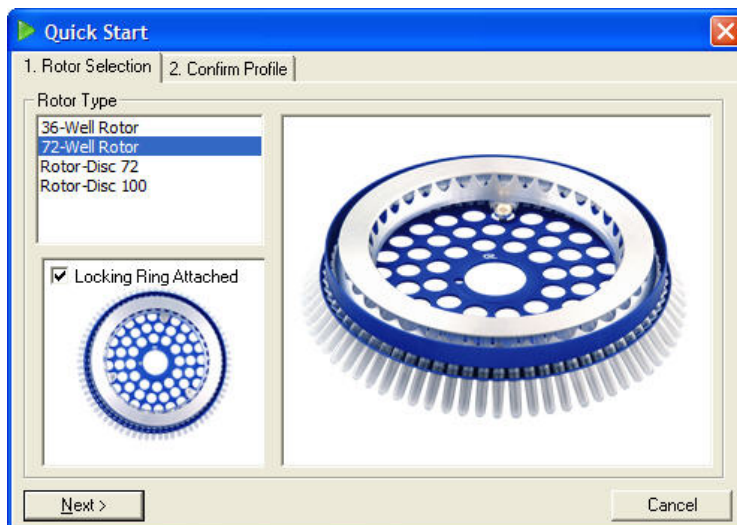 Quick Start
1. Rotor Selection
2. Confirm Profile
Rotor Type
36-Well Rotor
72-Well Rotor
Rotor-Disc 72
Rotor-Disc 100
Locking Ring Attached
Next >
Cancel